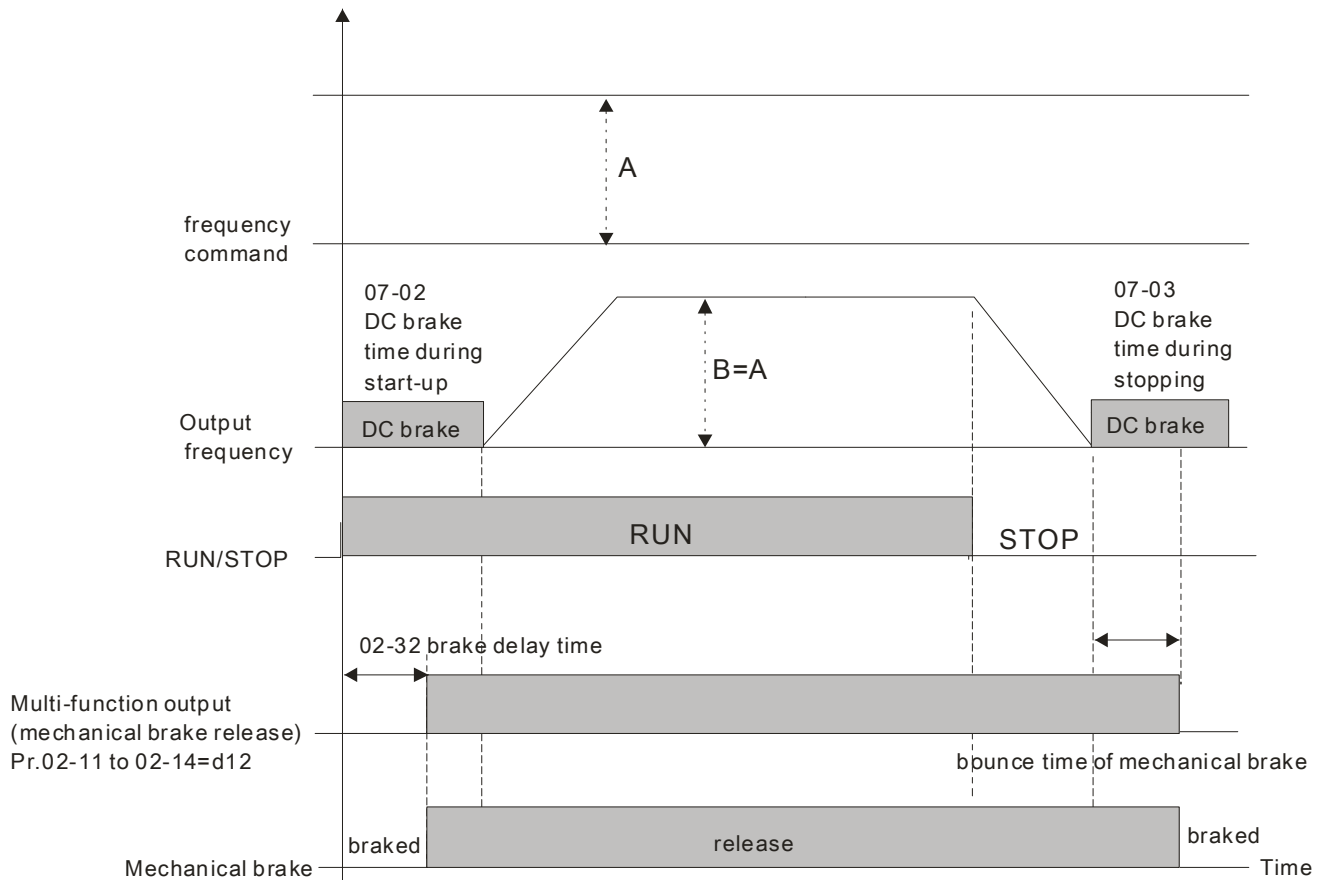 A
frequency
command
07-02
DC brake
time during
start-up
07-03
DC brake
time during
stopping
B=A
Output
frequency
DC brake
DC brake
RUN
STOP
RUN/STOP
02-32 brake delay time
Multi-function output
(mechanical brake release)
Pr.02-11 to 02-14=d12
bounce time of mechanical brake
braked
release
braked
Mechanical brake
Time